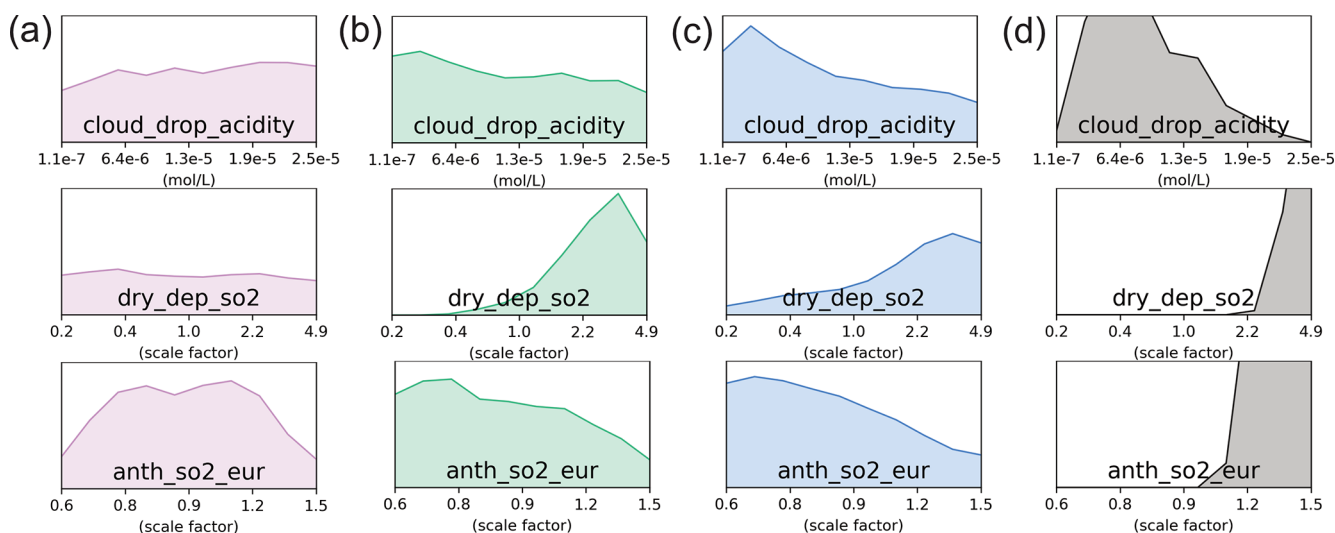 (a) (b) (c) (d)
cloud_drop_acidity cloud_drop_acidity cloud_drop_acidity cloud_drop_acidity
1.1e-7 6.4e-6 1.3e-5 1.9e-5 2.5e-5 1.1e-7 6.4e-6 1.3e-5 1.9e-5 2.5e-5 1.1e-7 6.4e-6 1.3e-5 1.9e-5 2.5e-5 1.1e-7 6.4e-6 1.3e-5 1.9e-5 2.5e-5
(mol/L) (mol/L) (mol/L) (mol/L)
dry_dep_so2 dry_dep_so2 dry_dep_so2 dry_dep_so2
0.2 0.4 1.0 2.2 4.9 0.2 0.4 1.0 2.2 4.9 0.2 0.4 1.0 2.2 4.9 0.2 0.4 1.0 2.2 4.9
(scale factor) (scale factor) (scale factor) (scale factor)
anth_so2_eur anth_so2_eur anth_so2_eur anth_so2_eur
0.6 0.8 0.9 1.2 1.5 0.6 0.8 0.9 1.2 1.5 0.6 0.8 0.9 1.2 1.5 0.6 0.8 0.9 1.2 1.5
(scale factor) (scale factor) (scale factor) (scale factor)